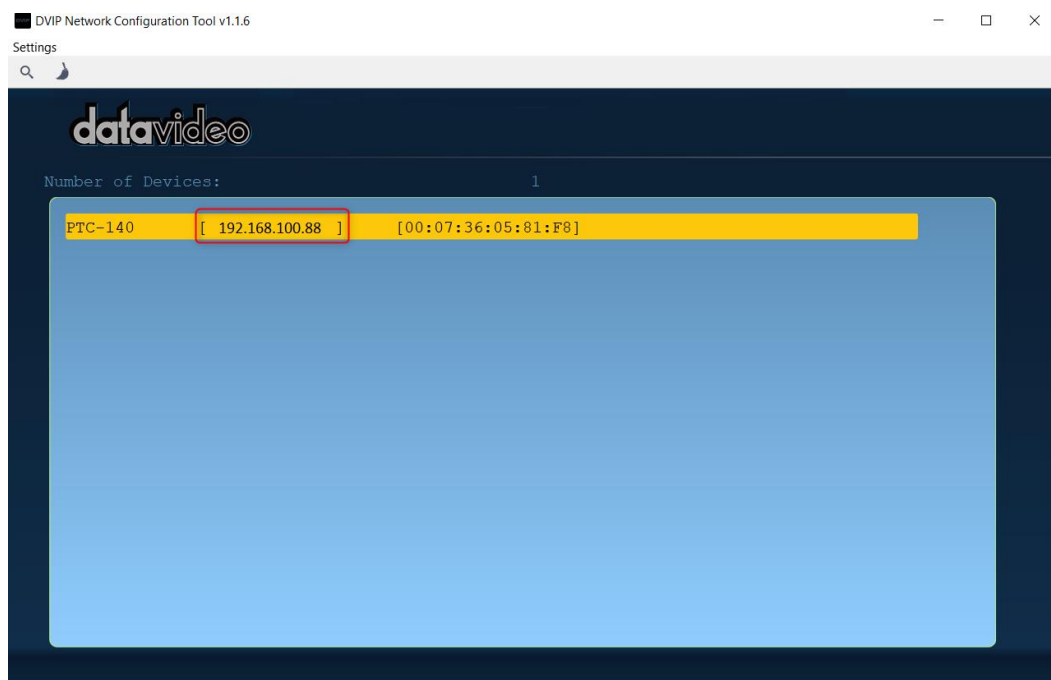 DVIP Network Configuration Tool v1.1.6
Settings
datavideo
Number of Devices: 1
PTC-140 [ 192.168.100.88 ] [00:07:36:05:81:F8]